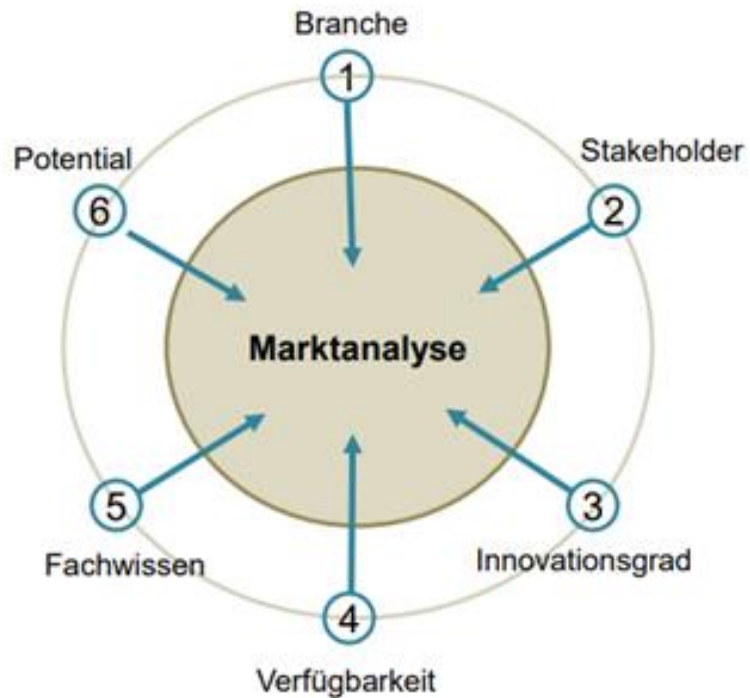 Branche
1
Potential
Stakeholder
6
2
Marktanalyse
5
3
Fachwissen
Innovationsgrad
4
Verfügbarkeit